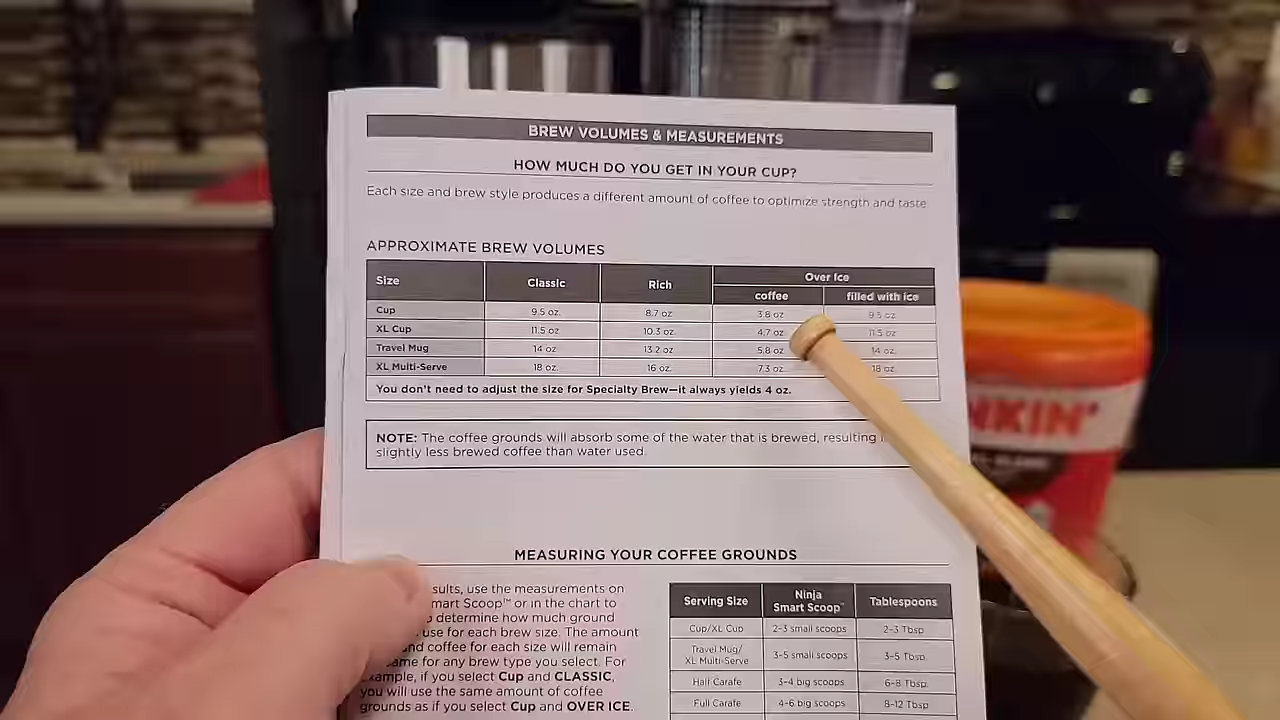 BREW VOLUMES & MEASUREMENTS
HOW MUCH DO YOU GET IN YOUR CUP?
Each size and brew style produces a different amount of coffee to optimize strength and taste
APPROXIMATE BREW VOLUMES
Size Classic Rich Over Ice
coffee filled with ice
Cup 9.5 oz. 8.7 oz 3.8 oz 9.5 oz
XL Cup 11.5 oz 10.3 oz. 4.7 oz 11.5 oz
Travel Mug 14 oz 13.2 oz 5.8 oz 14 oz
XL Multi-Serve 18 oz. 16 oz. 7.3 oz. 18 oz
You don't need to adjust the size for Specialty Brew—it always yields 4 oz.
NOTE: The coffee grounds will absorb some of the water that is brewed, resulting
slightly less brewed coffee than water used.
MEASURING YOUR COFFEE GROUNDS
sults, use the measurements on
mart Scoop™ or in the chart to
determine how much ground
use for each brew size. The amount
nd coffee for each size will remain
ame for any brew type you select. For
example, if you select Cup and CLASSIC,
you will use the same amount of coffee
grounds as if you select Cup and OVER ICE.
Serving Size Ninja Smart Scoop™ Tablespoons
Cup/XL Cup 2-3 small scoops 2-3 Tbsp
Travel Mug/
XL Multi-Serve 3-5 small scoops 3-5 Tbsp.
Half Carafe 3-4 big scoops 6-8 Tbsp.
Full Carafe 4-6 big scoops 8-12 Tbsp
NKIN'